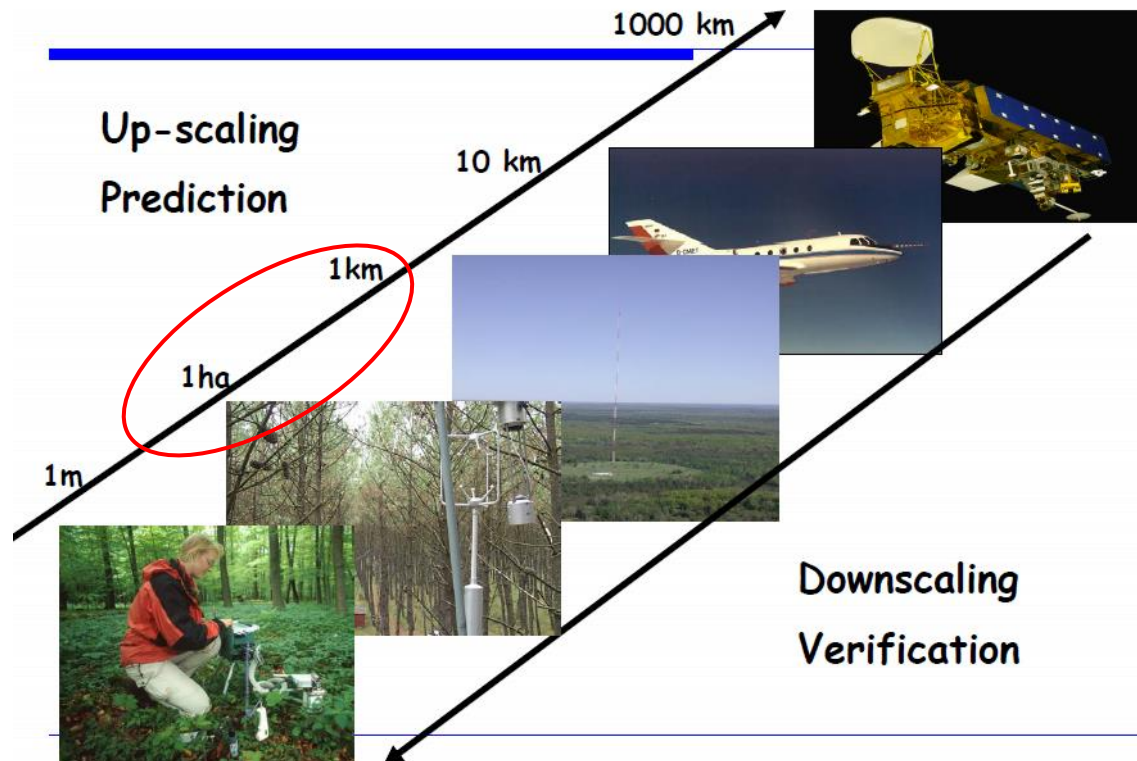 1000 km
Up-scaling
Prediction
10 km
1km
1ha
1m
Downscaling
Verification